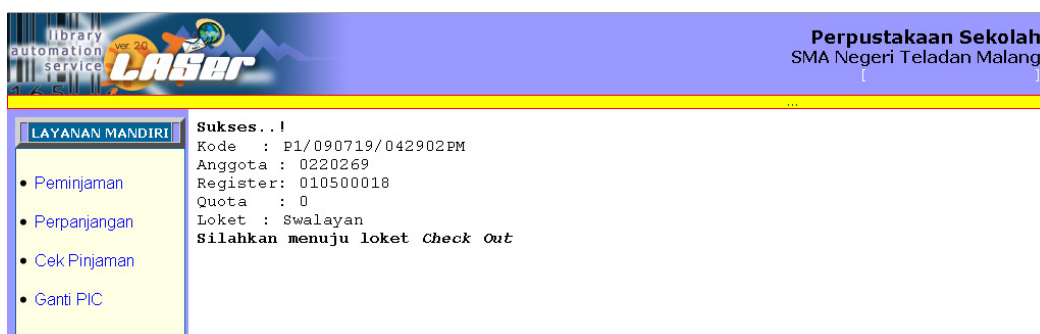 library
automation
service
ver. 2.0
LASer
Perpustakaan Sekolah
SMA Negeri Teladan Malang
[ ]
...
LAYANAN MANDIRI
Peminjaman
Perpanjangan
Cek Pinjaman
Ganti PIC
Sukses..!
Kode : P1/090719/042902PM
Anggota : 0220269
Register: 010500018
Quota : 0
Loket : Swalayan
Silahkan menuju loket Check Out